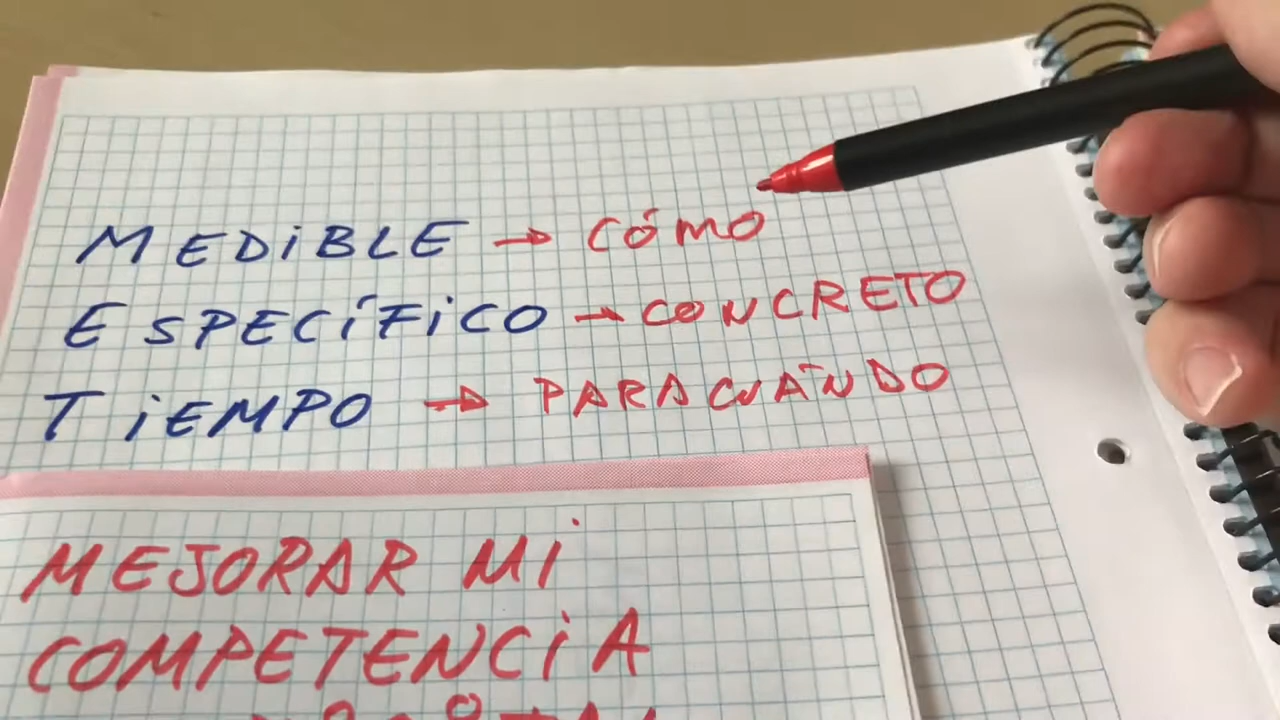 MEDIBLE → CÓMO
ESPECÍFICO → CONCRETO
TIEMPO → PARA CUÁNDO
MEJORAR MI
COMPETENCIA